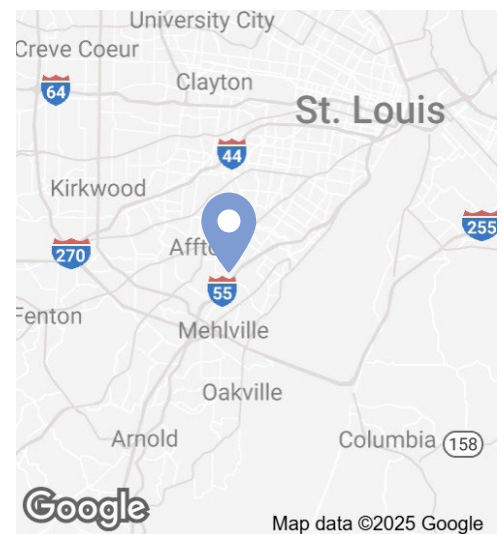 University City
Creve Coeur
64
Clayton
St. Louis
44
Kirkwood
255
270
55
Fenton
Mehlville
Oakville
Arnold
Columbia 158
Google
Map data ©2025 Google